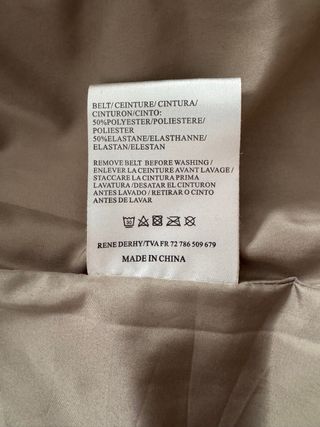 BELT/ CEINTURE/ CINTURA/
CINTURON/CINTO:
50%POLYESTER/POLIESTERE/
POLIESTER
50%ELASTANE/ELASTHANNE/
ELASTAN/ELESTAN
REMOVE BELT BEFORE WASHING /
ENLEVER LA CEINTURE AVANT LAVAGE /
STACCARE LA CINTURA PRIMA
LAVATURA /DESATAR EL CINTURON
ANTES LAVADO / RETIRAR O CINTO
ANTES DE LAVAR
30
RENE DERHY/TVA FR 72 786 509 679
MADE IN CHINA